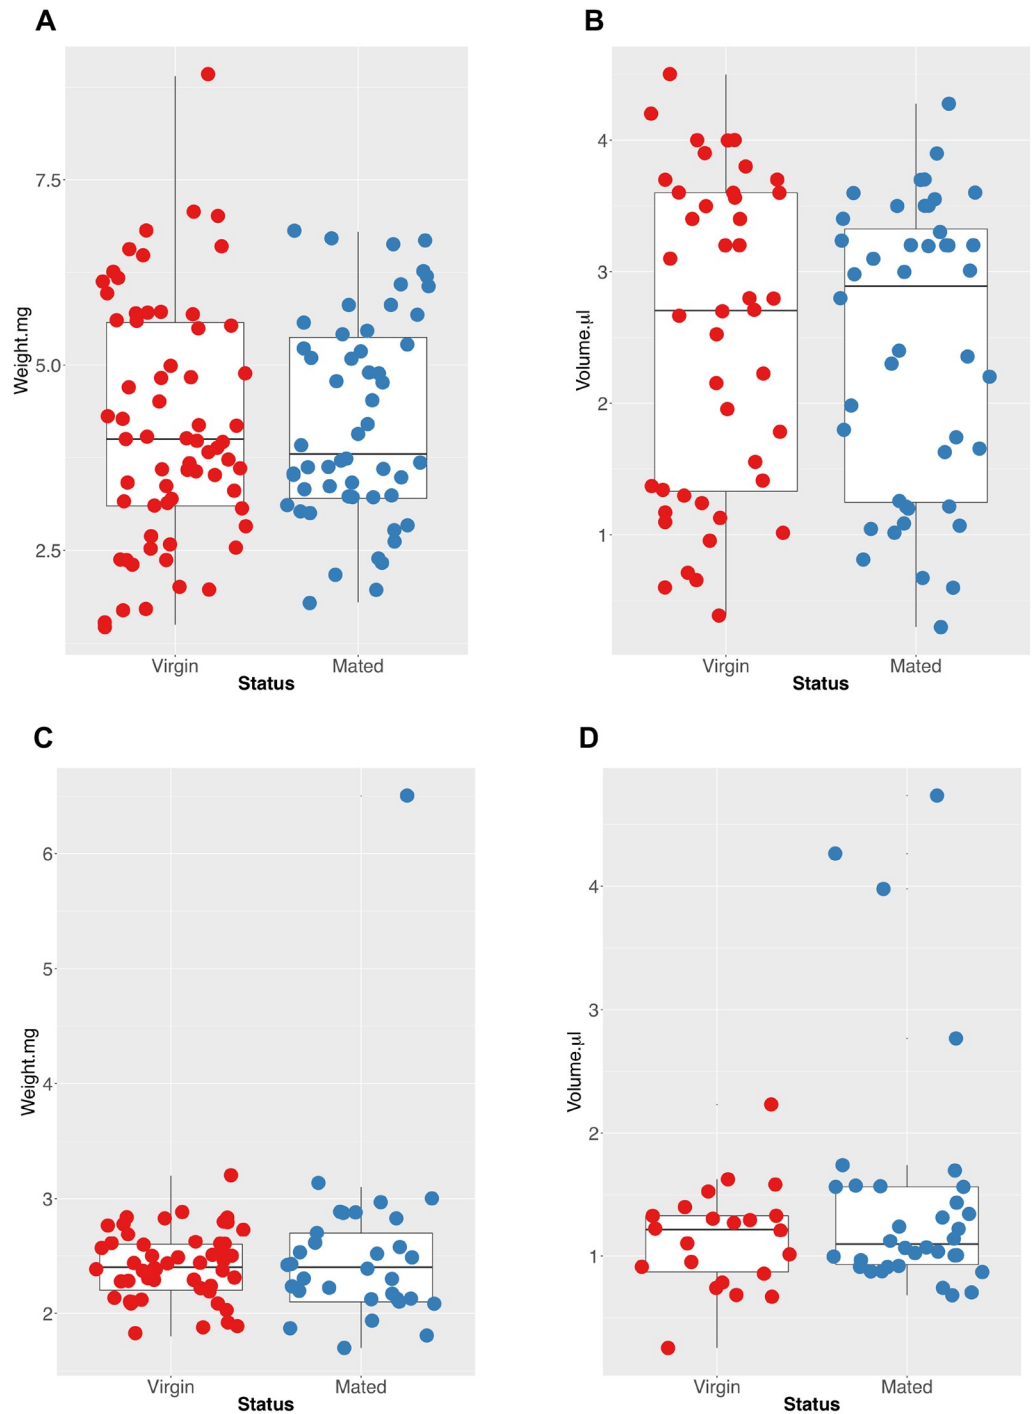 A
B
Weight.mg
7.5
5.0
2.5
Virgin
Mated
Status
Volume.µl
4
3
2
1
Virgin
Mated
Status
C
D
Weight.mg
6
5
4
3
2
Virgin
Mated
Status
Volume.µl
4
3
2
1
Virgin
Mated
Status